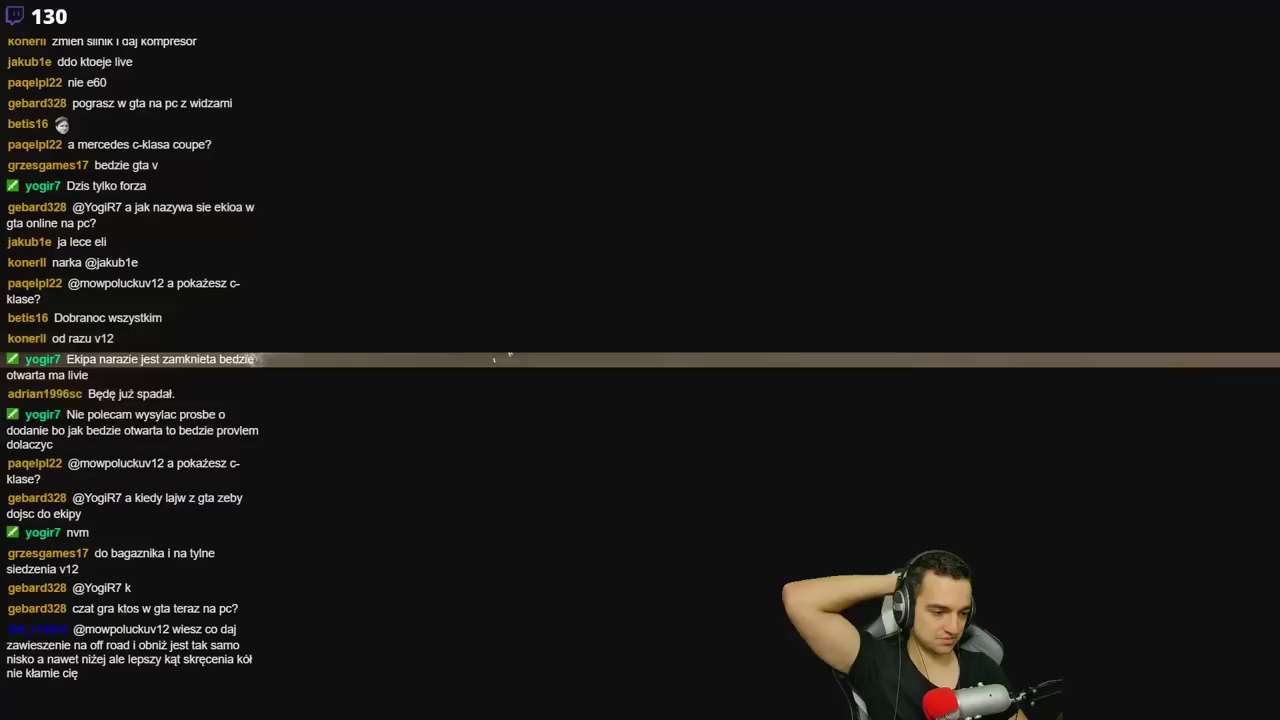 130
konerII zmień silnik i daj kompresor
jakub1e ddo ktoeje live
paqelpl22 nie e60
gebard328 pograsz w gta na pc z widzami
betis16
paqelpl22 a mercedes c-klasa coupe?
grzesgames17 bedzie gta v
yogir7 Dzis tylko forza
gebard328 @YogiR7 a jak nazywa sie ekioa w
gta online na pc?
jakub1e ja lece eli
konerII narka @jakub1e
paqelpl22 @mowpoluckuv12 a pokażesz c-
klase?
betis16 Dobranoc wszystkim
konerII od razu v12
yogir7 Ekipa narazie jest zamknieta bedzie
otwarta ma livie
adrian1996sc Będę już spadał.
yogir7 Nie polecam wysylac prosbe o
dodanie bo jak bedzie otwarta to bedzie provlem
dolaczyc
paqelpl22 @mowpoluckuv12 a pokażesz c-
klase?
gebard328 @YogiR7 a kiedy lajw z gta zeby
dojsc do ekipy
yogir7 nvm
grzesgames17 do bagaznika i na tylne
siedzenia v12
gebard328 @YogiR7 k
gebard328 czat gra ktos w gta teraz na pc?
@mowpoluckuv12 wiesz co daj
zawieszenie na off road i obniż jest tak samo
nisko a nawet niżej ale lepszy kąt skręcenia kół
nie kłamie cię